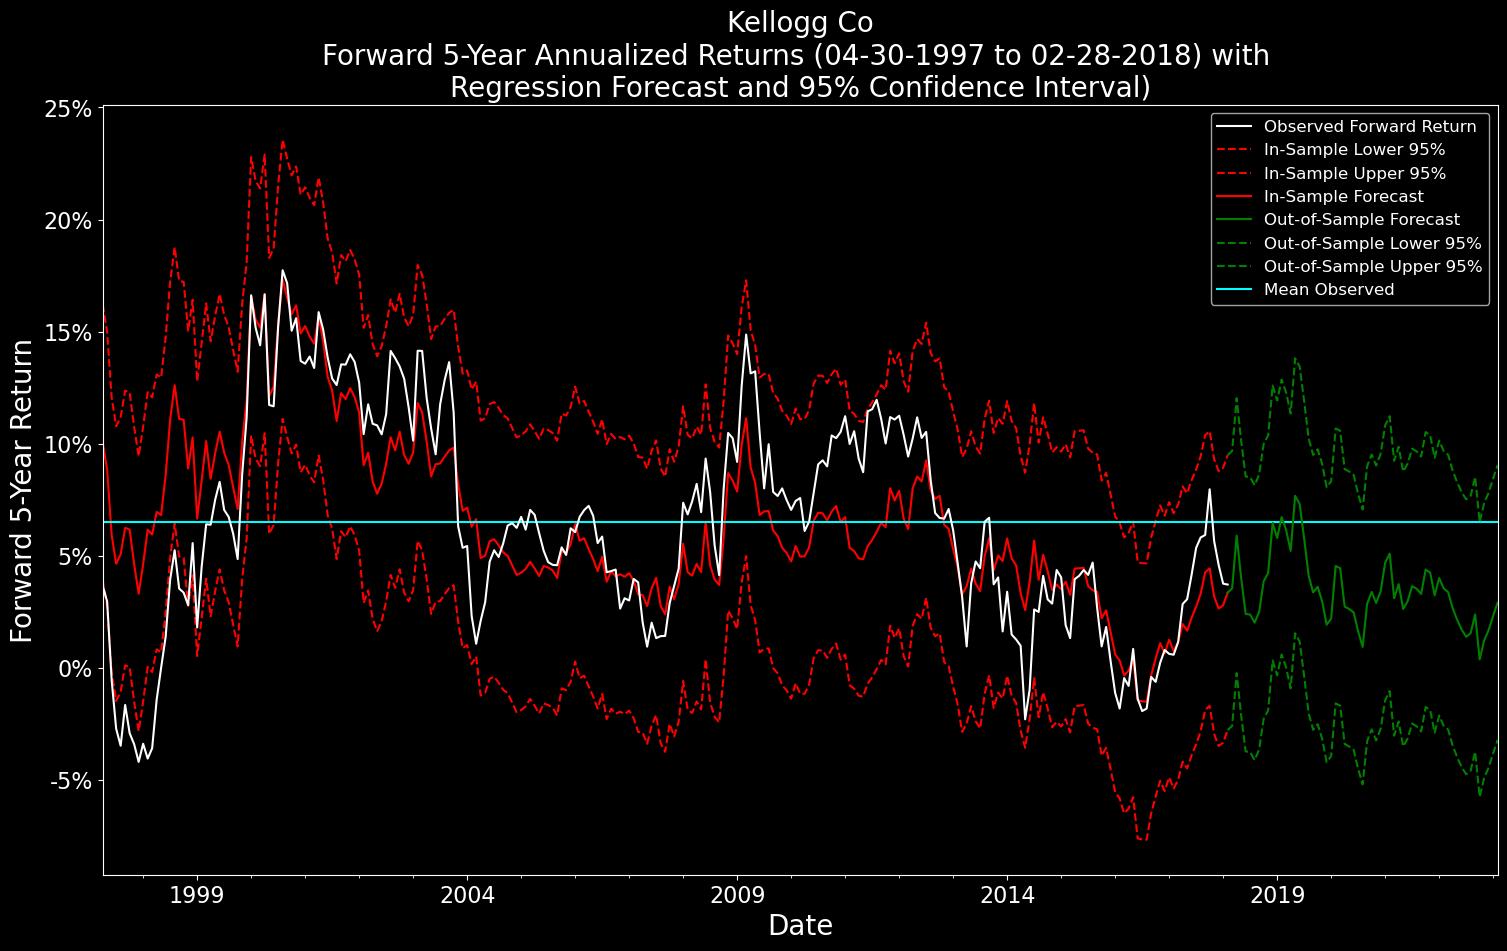 Kellogg Co
Forward 5-Year Annualized Returns (04-30-1997 to 02-28-2018) with
Regression Forecast and 95% Confidence Interval)
25%
20%
15%
10%
5%
0%
-5%
Forward 5-Year Return
Observed Forward Return
In-Sample Lower 95%
In-Sample Upper 95%
In-Sample Forecast
Out-of-Sample Forecast
Out-of-Sample Lower 95%
Out-of-Sample Upper 95%
Mean Observed
1999
2004
2009
2014
2019
Date